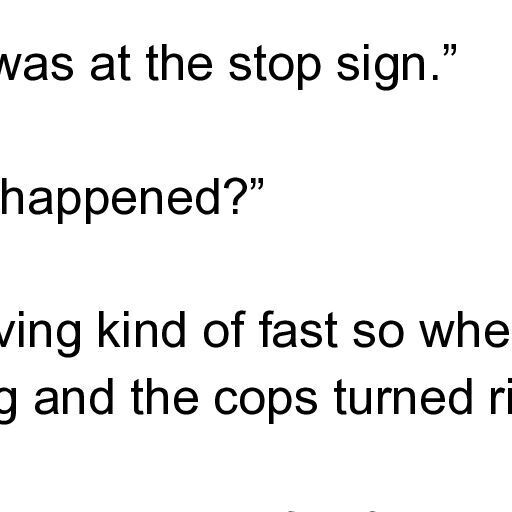 was at the stop sign.”
happened?”
ving kind of fast so whe
g and the cops turned ri